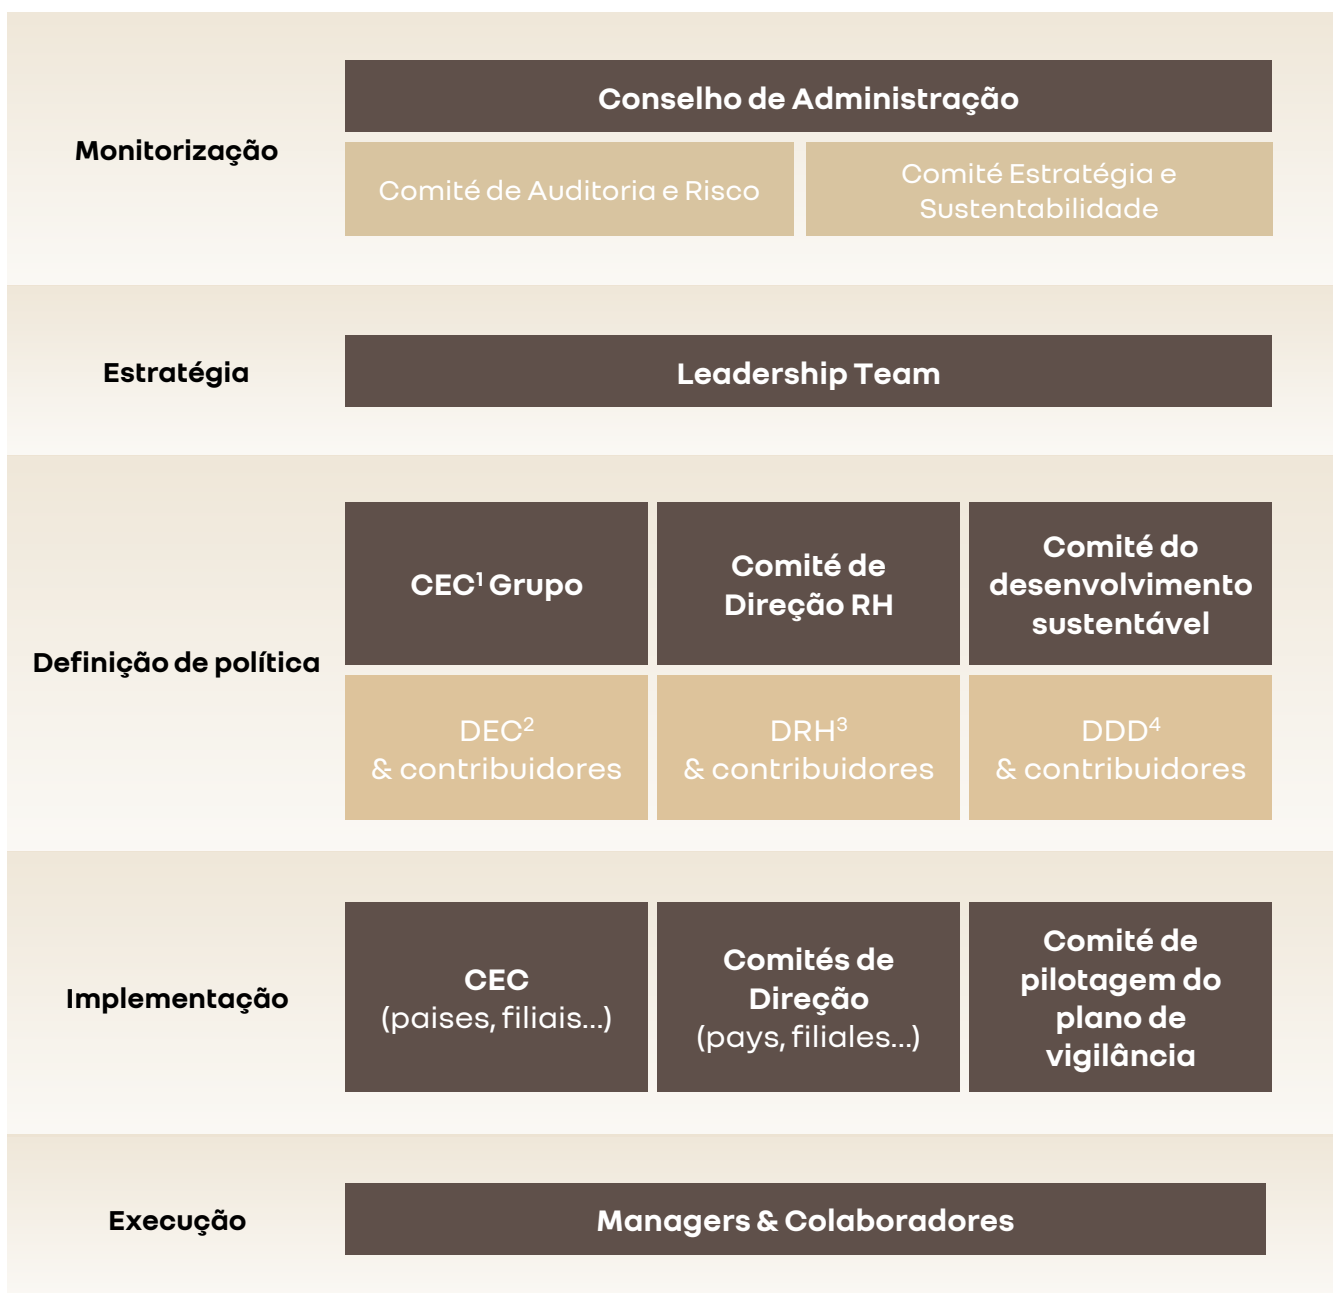 Monitorização
Conselho de Administração
Comité de Auditoria e Risco
Comité Estratégia e
Sustentabilidade
Estratégia
Leadership Team
Definição de política
CEC¹ Grupo
Comité de
Direção RH
Comité do
desenvolvimento
sustentável
DEC²
& contribuidores
DRH³
& contribuidores
DDD⁴
& contribuidores
Implementação
CEC
(paises, filiais...)
Comités de
Direção
(pays, filiales...)
Comité de
pilotagem do
plano de
vigilância
Execução
Managers & Colaboradores